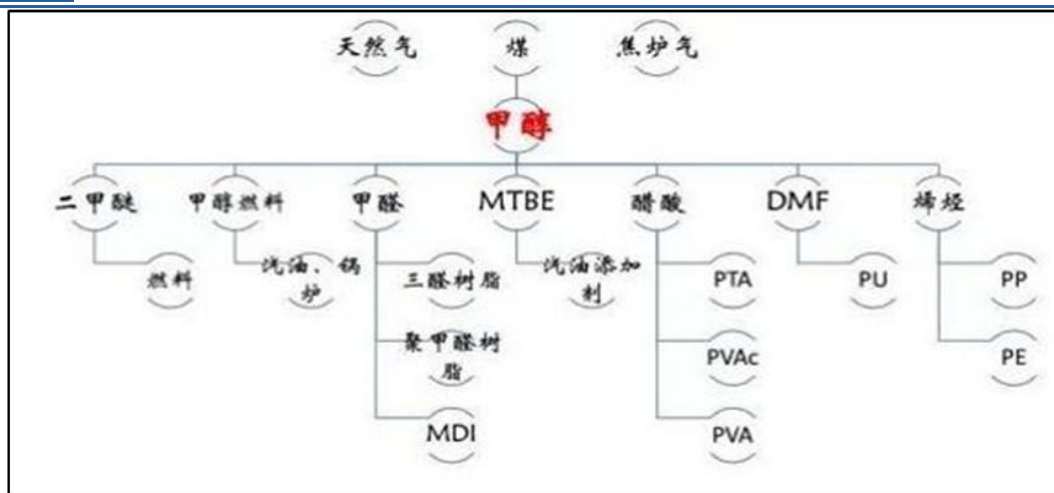 天然气
煤
焦炉气
甲醇
二甲醚
甲醇燃料
甲醛
MTBE
醋酸
DMF
烯烃
燃料
汽油、锅
炉
三醛树脂
汽油添加
制
PTA
PU
PP
聚甲醛树
脂
PVAc
PE
MDI
PVA